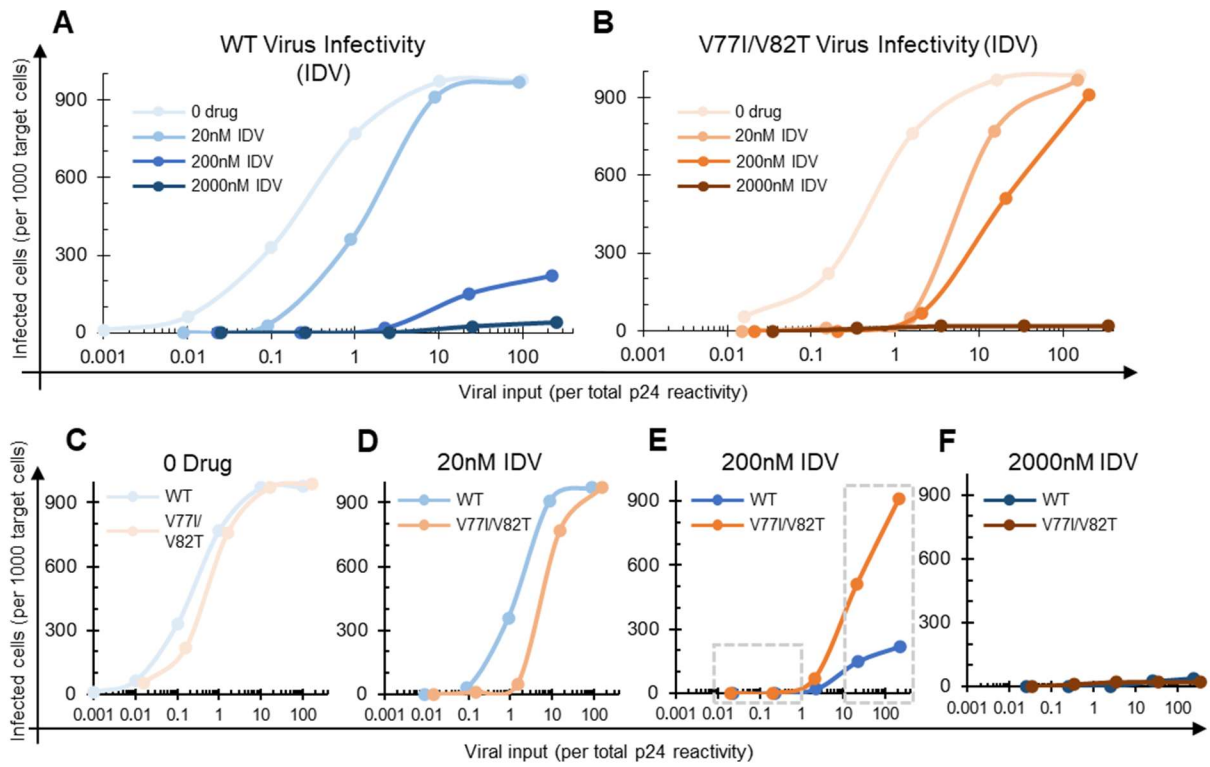 A
WT Virus Infectivity
(IDV)
B
V77I/V82T Virus Infectivity (IDV)
Infected cells (per 1000 target cells)
900
600
300
0
0 drug
20nM IDV
200nM IDV
2000nM IDV
0.001 0.01 0.1 1 10 100
900
600
300
0
0 drug
20nM IDV
200nM IDV
2000nM IDV
0.001 0.01 0.1 1 10 100
Viral input (per total p24 reactivity)
C
0 Drug
D
20nM IDV
E
200nM IDV
F
2000nM IDV
Infected cells (per 1000 target cells)
900
600
300
0
WT
V77I/
V82T
0.001 0.01 0.1 1 10 100
900
600
300
0
WT
V77I/V82T
0.001 0.01 0.1 1 10 100
900
600
300
0
WT
V77I/V82T
0.001 0.01 0.1 1 10 100
900
600
300
0
WT
V77I/V82T
0.001 0.01 0.1 1 10 100
Viral input (per total p24 reactivity)